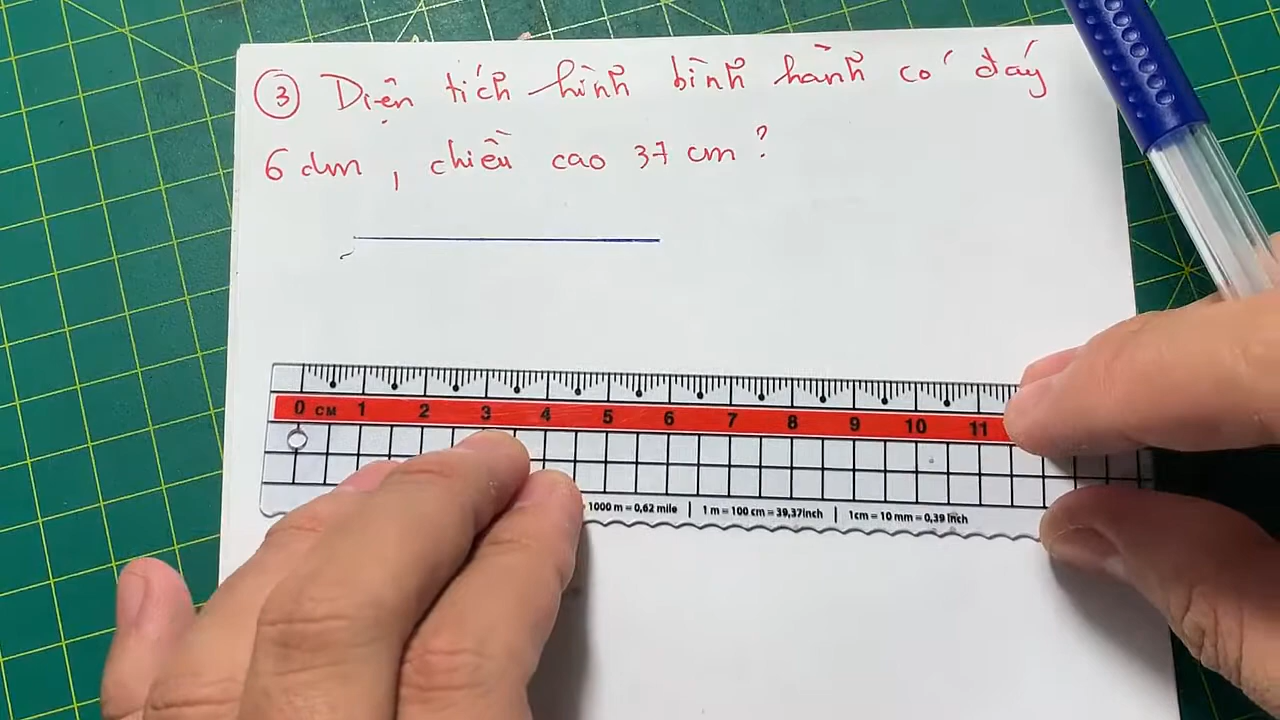 ③ Diện tích hình bình hành có đáy
6 dm, chiều cao 37 cm?
0 CM 1 2 3 4 5 6 7 8 9 10 11
1000 m = 0,62 mile | 1 m = 100 cm = 39,37inch | 1cm = 10 mm = 0,39 inch